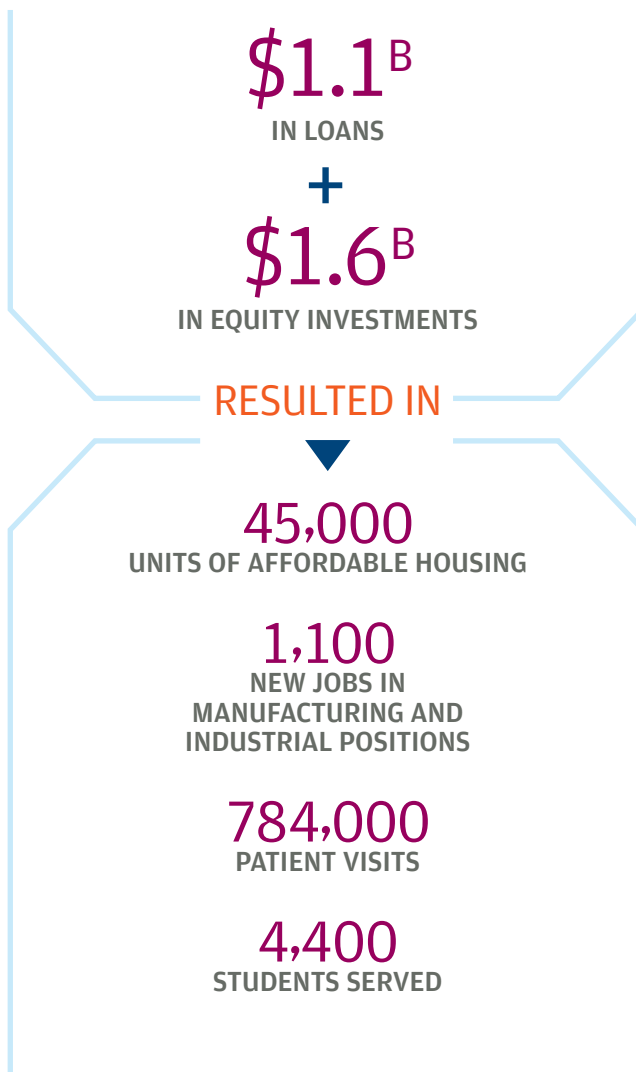 $1.1B
IN LOANS
+
$1.6B
IN EQUITY INVESTMENTS
RESULTED IN
45,000
UNITS OF AFFORDABLE HOUSING
1,100
NEW JOBS IN
MANUFACTURING AND
INDUSTRIAL POSITIONS
784,000
PATIENT VISITS
4,400
STUDENTS SERVED